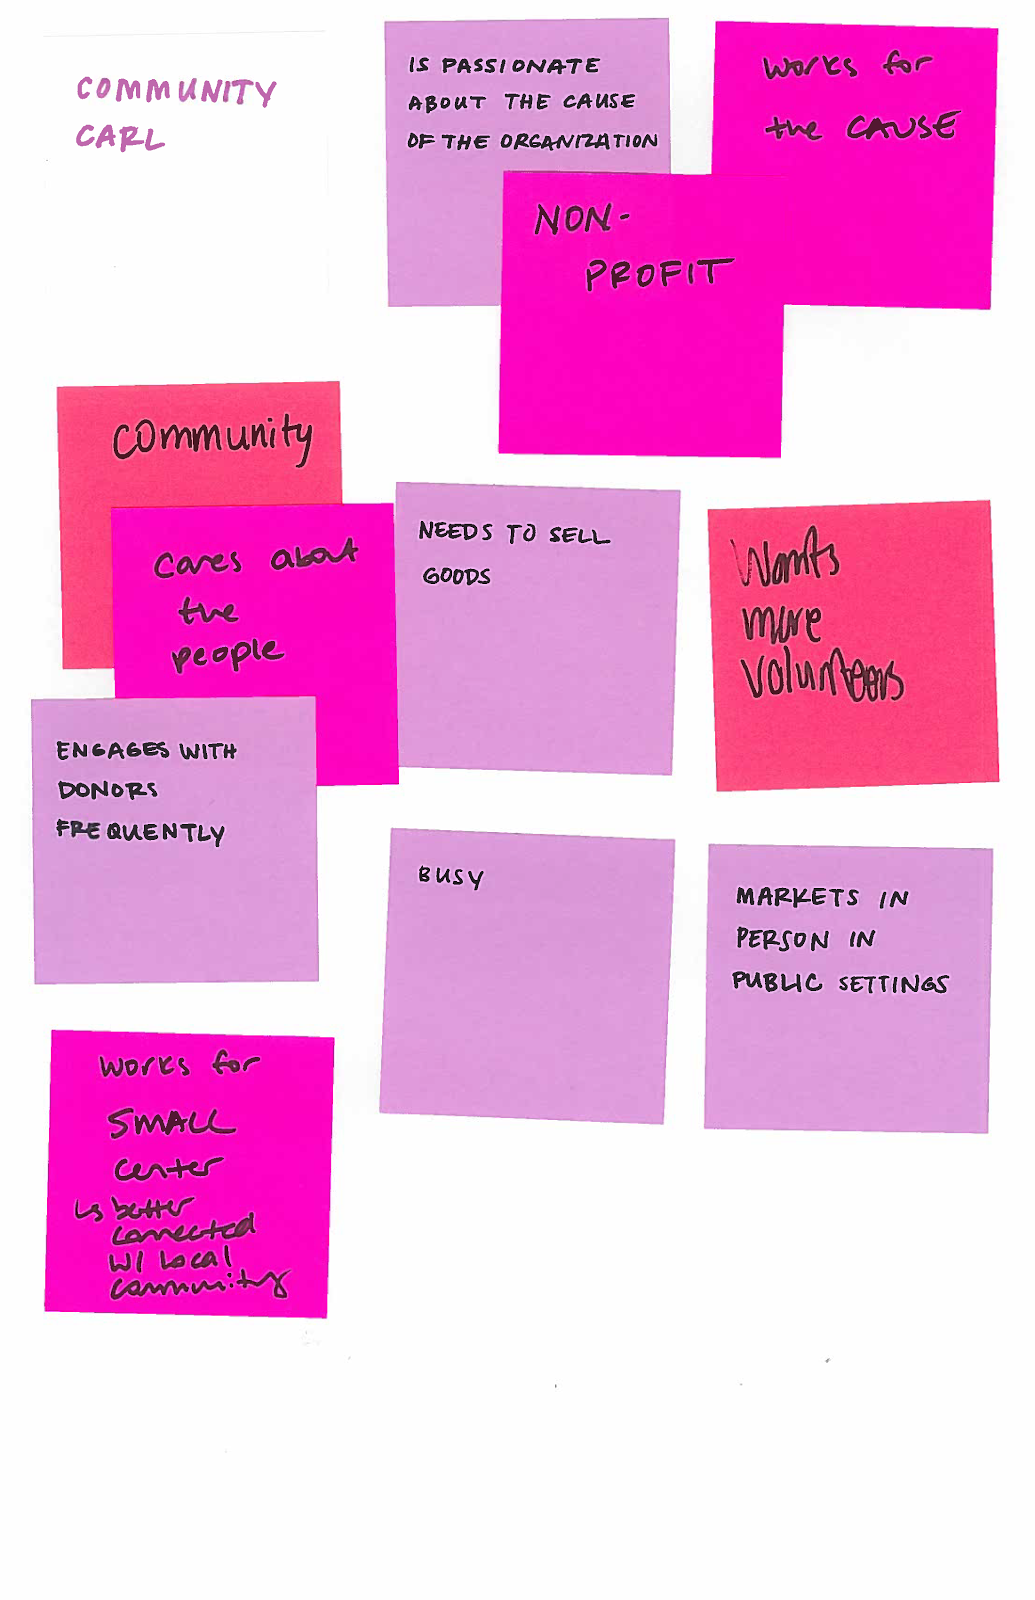 COMMUNITY
CARL
IS PASSIONATE
ABOUT THE CAUSE
OF THE ORGANIZATION
works for
the CAUSE
NON-
PROFIT
community
cares about
the
people
ENGAGES WITH
DONORS
FREQUENTLY
NEEDS TO SELL
GOODS
Wants
more
volunteers
BUSY
MARKETS IN
PERSON IN
PUBLIC SETTINGS
works for
SMALL
center
↳ better
connected
W/ local
community